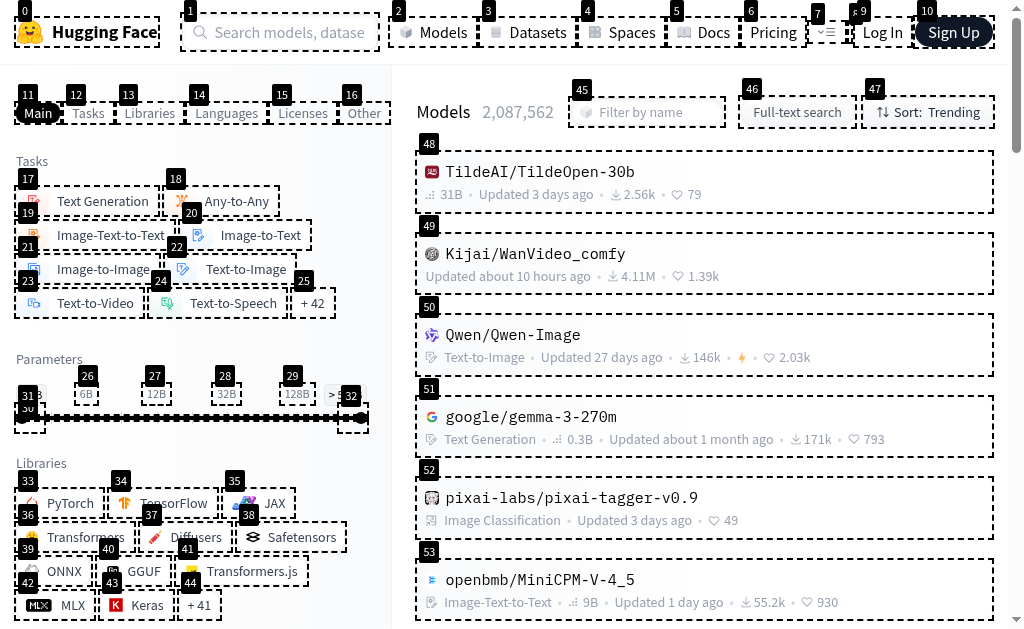 0 1 2 3 4 5 6 7 8 9 10
Hugging Face
Search models, datase
Models
Datasets
Spaces
Docs
Pricing
Log In
Sign Up
11 12 13 14 15 16
Main Tasks Libraries Languages Licenses Other
Tasks
17 18
Text Generation
Any-to-Any
19 20
Image-Text-to-Text
Image-to-Text
21 22
Image-to-Image
Text-to-Image
23 24 25
Text-to-Video
Text-to-Speech
+ 42
Parameters
26 27 28 29
31 32
6B 12B 32B 128B >
30
Libraries
33 34 35
PyTorch
TensorFlow
JAX
36 37 38
Transformers
Diffusers
Safetensors
39 40 41
ONNX
GGUF
Transformers.js
42 43 44
MLX MLX
K Keras
+ 41
45 46 47
Models 2,087,562
Filter by name
Full-text search
Sort: Trending
48
TildeAI/TildeOpen-30b
31B • Updated 3 days ago • 2.56k • 79
49
Kijai/WanVideo_comfy
Updated about 10 hours ago • 4.11M • 1.39k
50
Qwen/Qwen-Image
Text-to-Image • Updated 27 days ago • 146k • • 2.03k
51
google/gemma-3-270m
Text Generation • 0.3B • Updated about 1 month ago • 171k • 793
52
pixai-labs/pixai-tagger-v0.9
Image Classification • Updated 3 days ago • 49
53
openbmb/MiniCPM-V-4_5
Image-Text-to-Text • 9B • Updated 1 day ago • 55.2k • 930